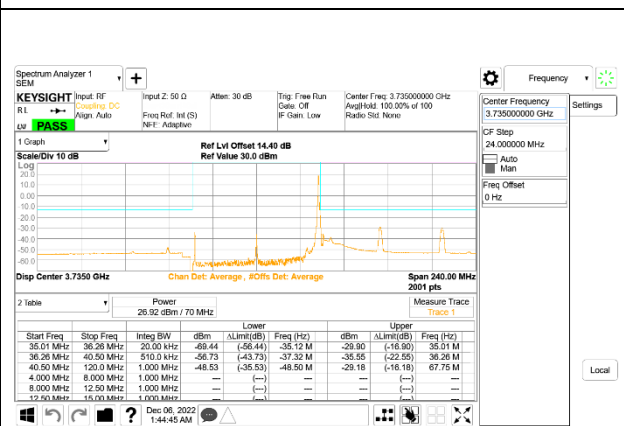 Spectrum Analyzer 1
SEM
Frequency
KEYSIGHT
Input: RF
Coupling: DC
Align: Auto
Input Z: 50 Ω
Freq Ref: Int (S)
NFE: Adaptive
Atten: 30 dB
Trig: Free Run
Gate: Off
IF Gain: Low
Center Freq: 3.735000000 GHz
Avg|Hold: 100.00% of 100
Radio Std: None
R L
PASS
Center Frequency
3.735000000 GHz
Settings
CF Step
24.000000 MHz
Auto
Man
Freq Offset
0 Hz
1 Graph
Scale/Div 10 dB
Ref Lvl Offset 14.40 dB
Ref Value 30.0 dBm
Log
20.0
10.0
0.00
-10.0
-20.0
-30.0
-40.0
-50.0
-60.0
Disp Center 3.7350 GHz
Chan Det: Average, #Offs Det: Average
Span 240.00 MHz
2001 pts
2 Table
Power
26.92 dBm / 70 MHz
Measure Trace
Trace 1
Lower Upper
Start Freq Stop Freq Integ BW dBm ΔLimit(dB) Freq (Hz) dBm ΔLimit(dB) Freq (Hz)
35.01 MHz 36.26 MHz 20.00 kHz -69.44 (-56.44) -35.12 M -29.90 (-16.90) 35.01 M
36.26 MHz 40.50 MHz 510.0 kHz -56.73 (-43.73) -37.32 M -35.55 (-22.55) 36.26 M
40.50 MHz 120.0 MHz 1.000 MHz -48.53 (-35.53) -48.50 M -29.18 (-16.18) 67.75 M
4.000 MHz 8.000 MHz 1.000 MHz --- (---) --- --- (---) ---
8.000 MHz 12.50 MHz 1.000 MHz --- (---) --- --- (---) ---
12.50 MHz 15.00 MHz 1.000 MHz --- (---) --- --- (---) ---
Local
?
Dec 06, 2022
1:44:45 AM